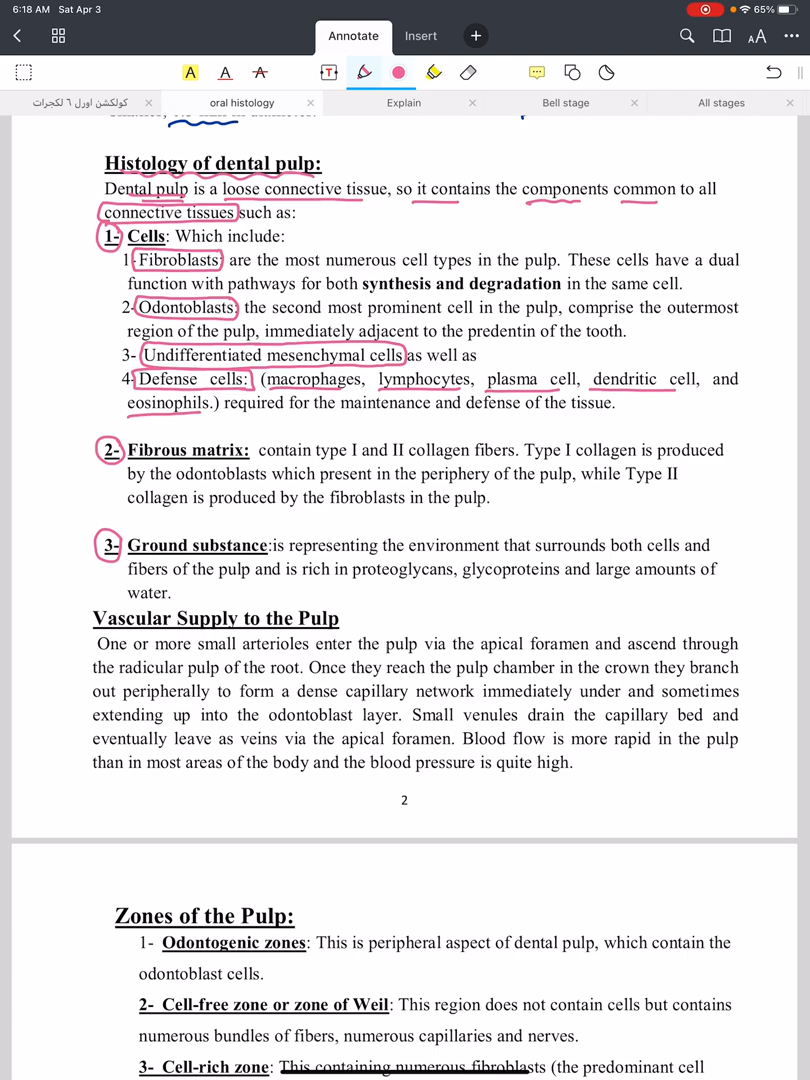 6:18 AM Sat Apr 3
65%
Annotate
Insert
AA
A A A
T
كولكشن اورل ٦ لكجرات
oral histology
Explain
Bell stage
All stages
Histology of dental pulp:
Dental pulp is a loose connective tissue, so it contains the components common to all
connective tissues such as:
1- Cells: Which include:
1-Fibroblasts: are the most numerous cell types in the pulp. These cells have a dual
function with pathways for both synthesis and degradation in the same cell.
2-Odontoblasts: the second most prominent cell in the pulp, comprise the outermost
region of the pulp, immediately adjacent to the predentin of the tooth.
3- Undifferentiated mesenchymal cells as well as
4-Defense cells: (macrophages, lymphocytes, plasma cell, dendritic cell, and
eosinophils.) required for the maintenance and defense of the tissue.
2- Fibrous matrix: contain type I and II collagen fibers. Type I collagen is produced
by the odontoblasts which present in the periphery of the pulp, while Type II
collagen is produced by the fibroblasts in the pulp.
3- Ground substance:is representing the environment that surrounds both cells and
fibers of the pulp and is rich in proteoglycans, glycoproteins and large amounts of
water.
Vascular Supply to the Pulp
One or more small arterioles enter the pulp via the apical foramen and ascend through
the radicular pulp of the root. Once they reach the pulp chamber in the crown they branch
out peripherally to form a dense capillary network immediately under and sometimes
extending up into the odontoblast layer. Small venules drain the capillary bed and
eventually leave as veins via the apical foramen. Blood flow is more rapid in the pulp
than in most areas of the body and the blood pressure is quite high.
2
Zones of the Pulp:
1- Odontogenic zones: This is peripheral aspect of dental pulp, which contain the
odontoblast cells.
2- Cell-free zone or zone of Weil: This region does not contain cells but contains
numerous bundles of fibers, numerous capillaries and nerves.
3- Cell-rich zone: This containing numerous fibroblasts (the predominant cell